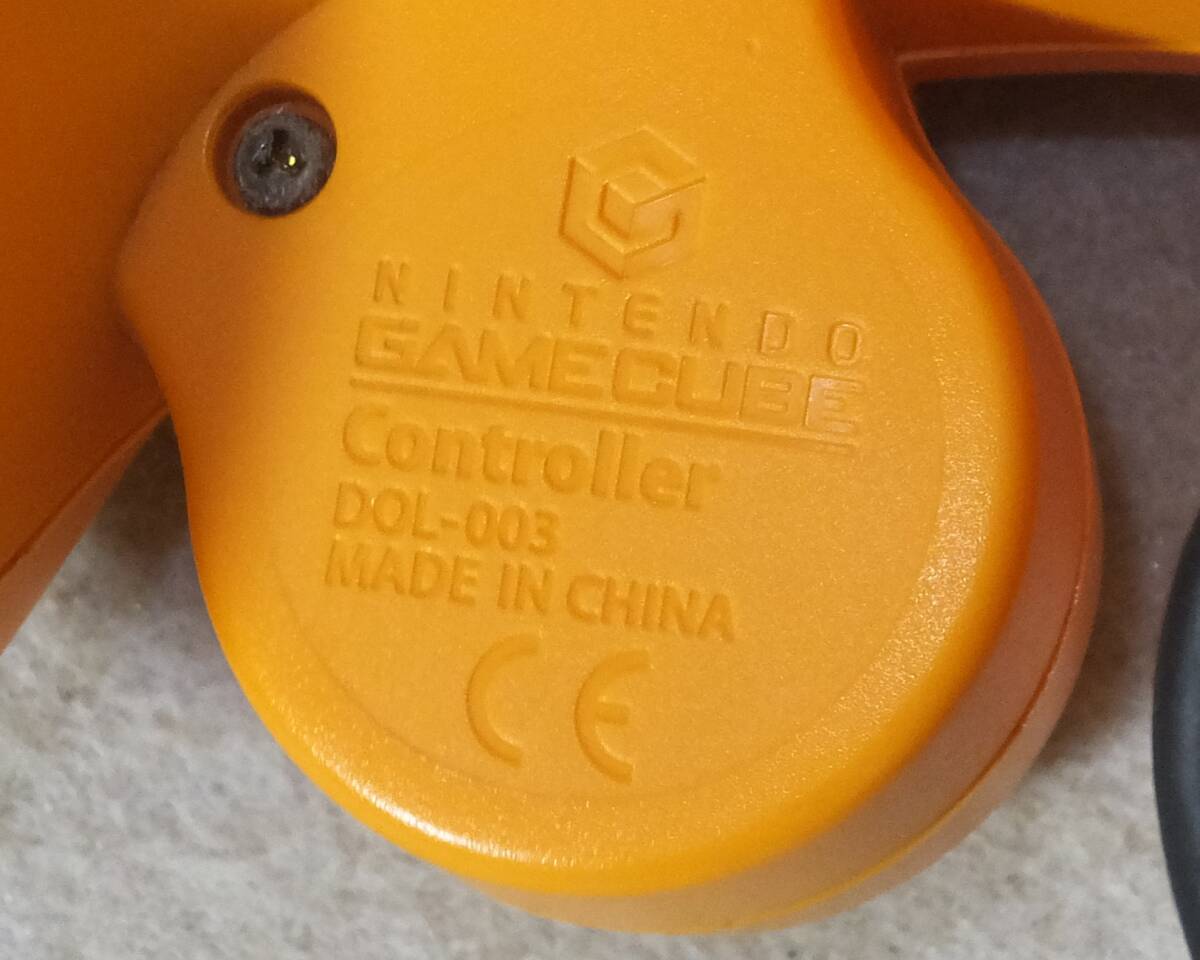 NINTENDO
GAMECUBE
Controller
DOL-003
MADE IN CHINA
CE